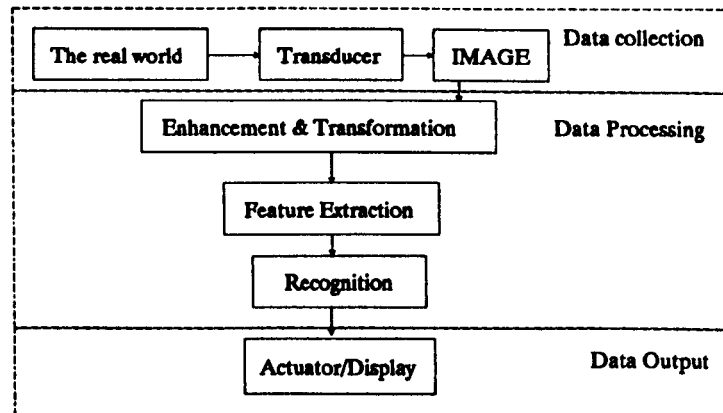 Data collection
The real world
Transducer
IMAGE
Enhancement & Transformation
Data Processing
Feature Extraction
Recognition
Actuator/Display
Data Output